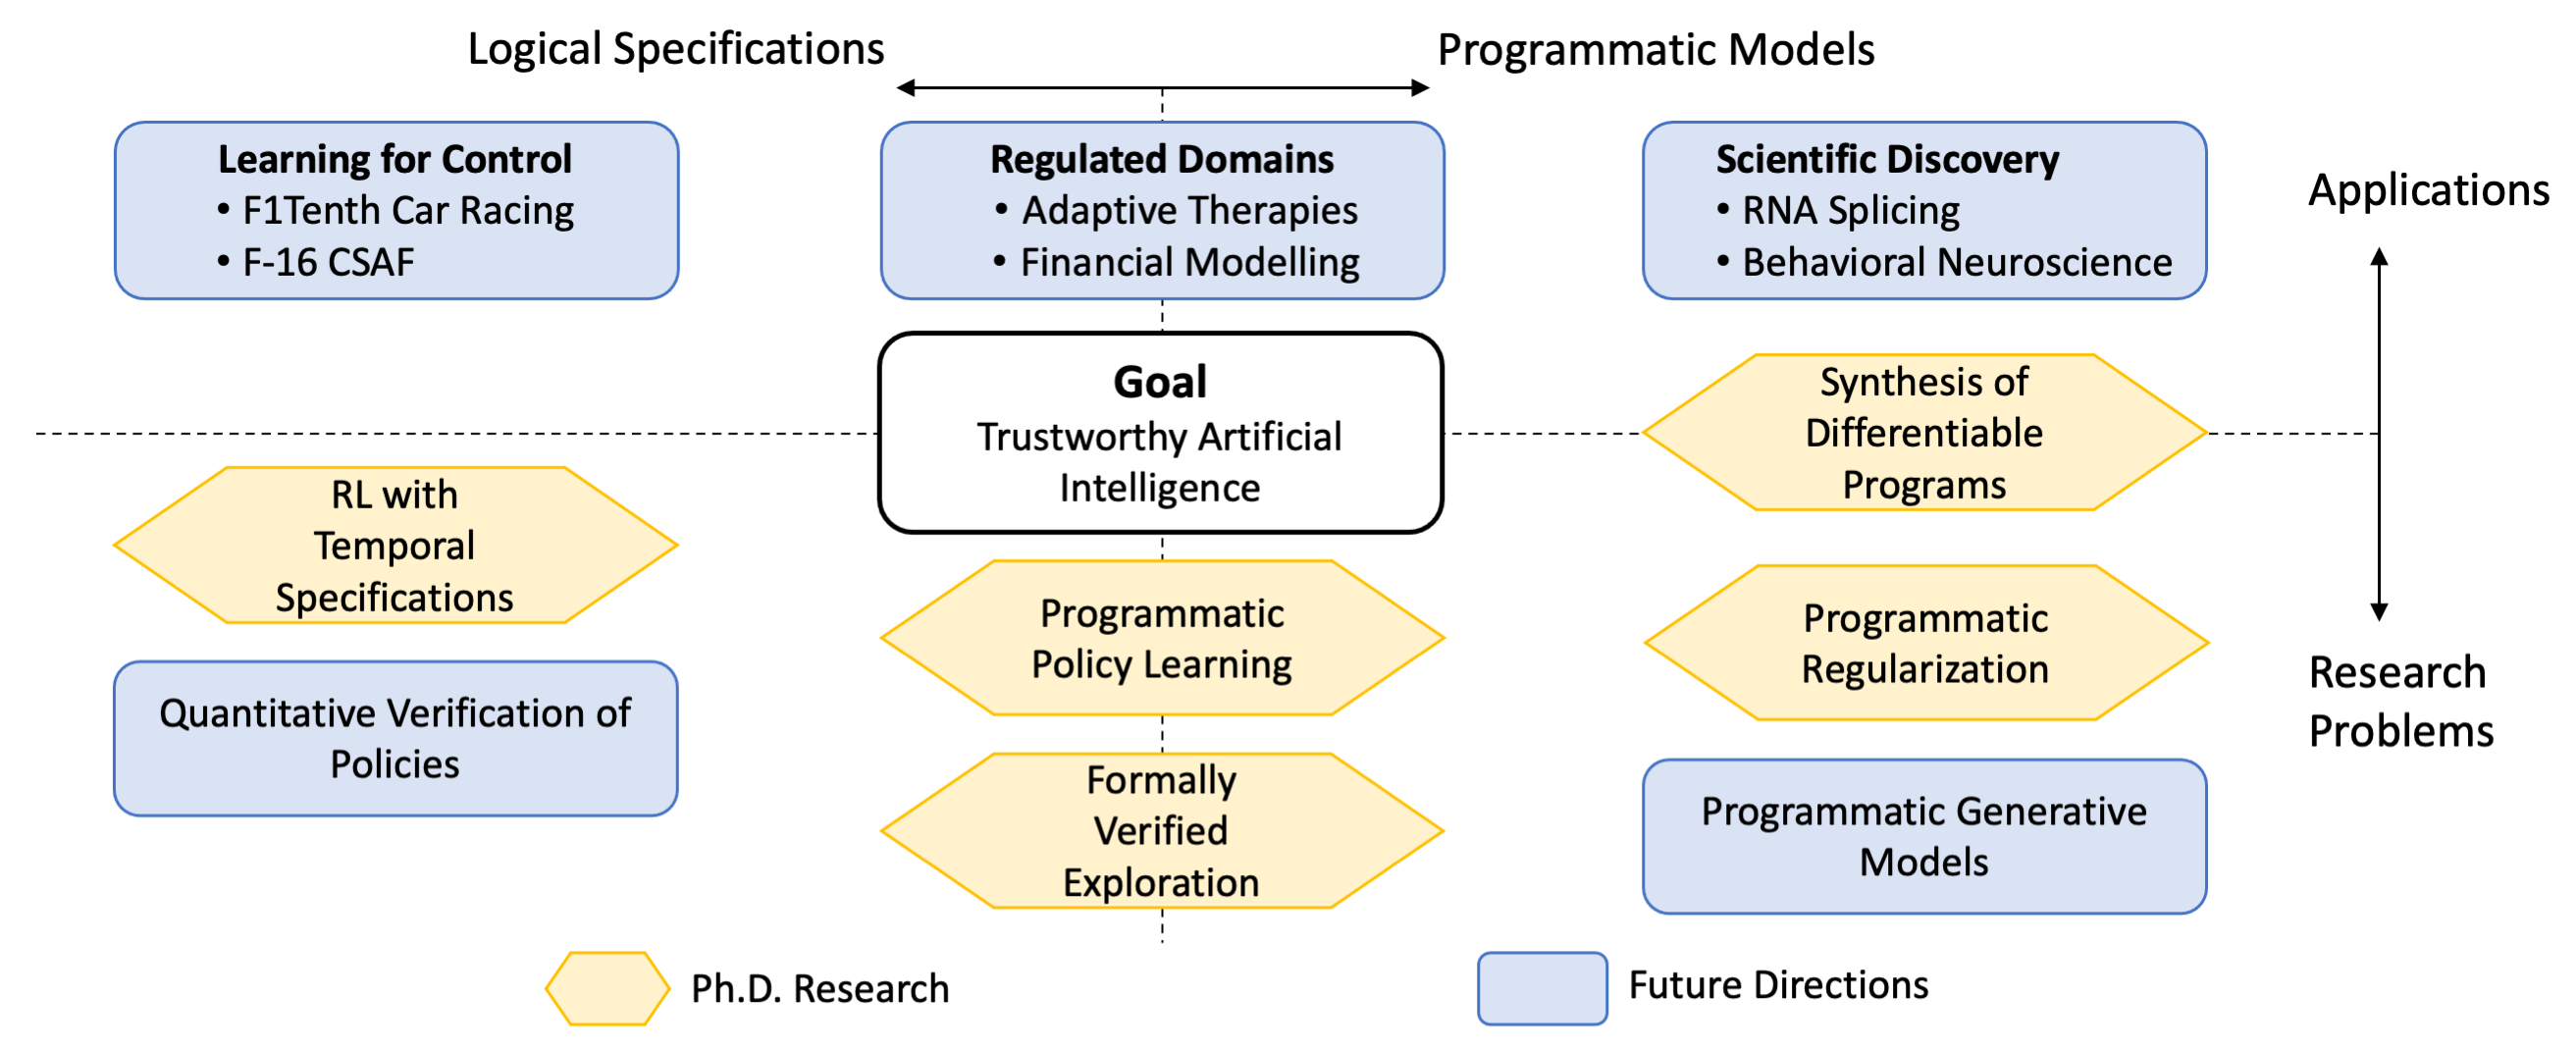 Logical Specifications
Programmatic Models
Learning for Control
• F1Tenth Car Racing
• F-16 CSAF
Regulated Domains
• Adaptive Therapies
• Financial Modelling
Scientific Discovery
• RNA Splicing
• Behavioral Neuroscience
Applications
Goal
Trustworthy Artificial
Intelligence
Synthesis of
Differentiable
Programs
RL with
Temporal
Specifications
Programmatic
Policy Learning
Programmatic
Regularization
Research
Problems
Quantitative Verification of
Policies
Formally
Verified
Exploration
Programmatic Generative
Models
Ph.D. Research
Future Directions